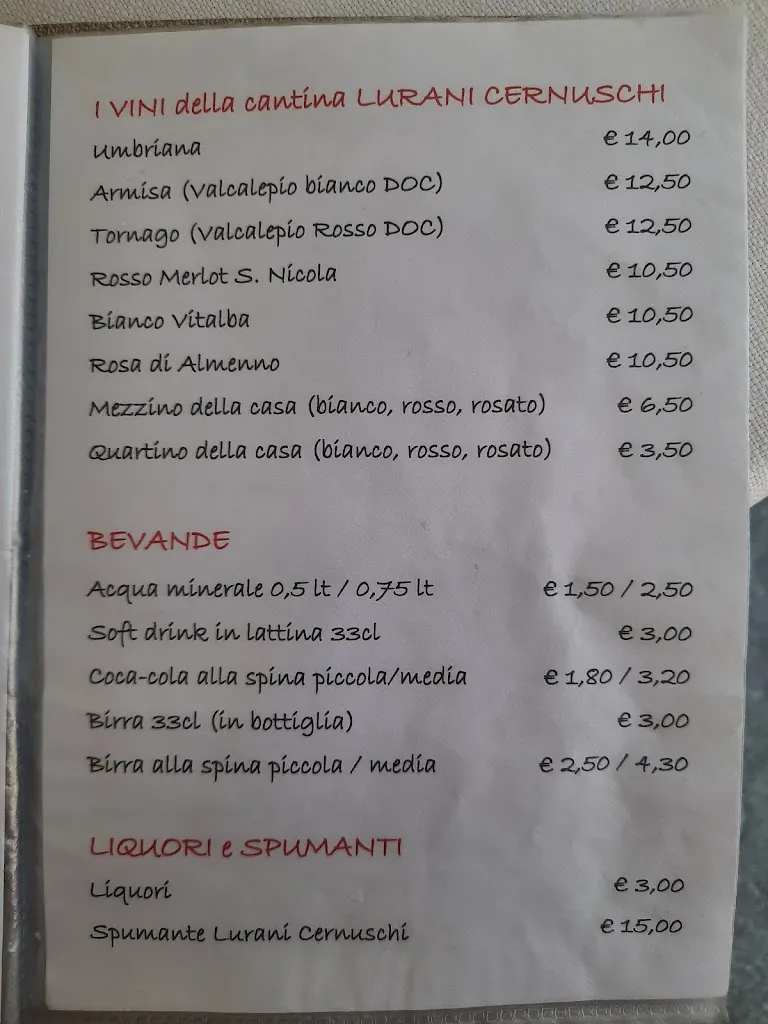 I VINI della cantina LURANI CERNUSCHI
Umbriana € 14,00
Armisa (Valcalepio bianco DOC) € 12,50
Tornago (Valcalepio Rosso DOC) € 12,50
Rosso Merlot S. Nicola € 10,50
Bianco Vitalba € 10,50
Rosa di Almenno € 10,50
Mezzino della casa (bianco, rosso, rosato) € 6,50
Quartino della casa (bianco, rosso, rosato) € 3,50
BEVANDE
Acqua minerale 0,5 lt / 0,75 lt € 1,50 / 2,50
Soft drink in lattina 33cl € 3,00
Coca-cola alla spina piccola/media € 1,80 / 3,20
Birra 33cl (in bottiglia) € 3,00
Birra alla spina piccola / media € 2,50 / 4,30
LIQUORI e SPUMANTI
Liquori € 3,00
Spumante Lurani Cernuschi € 15,00